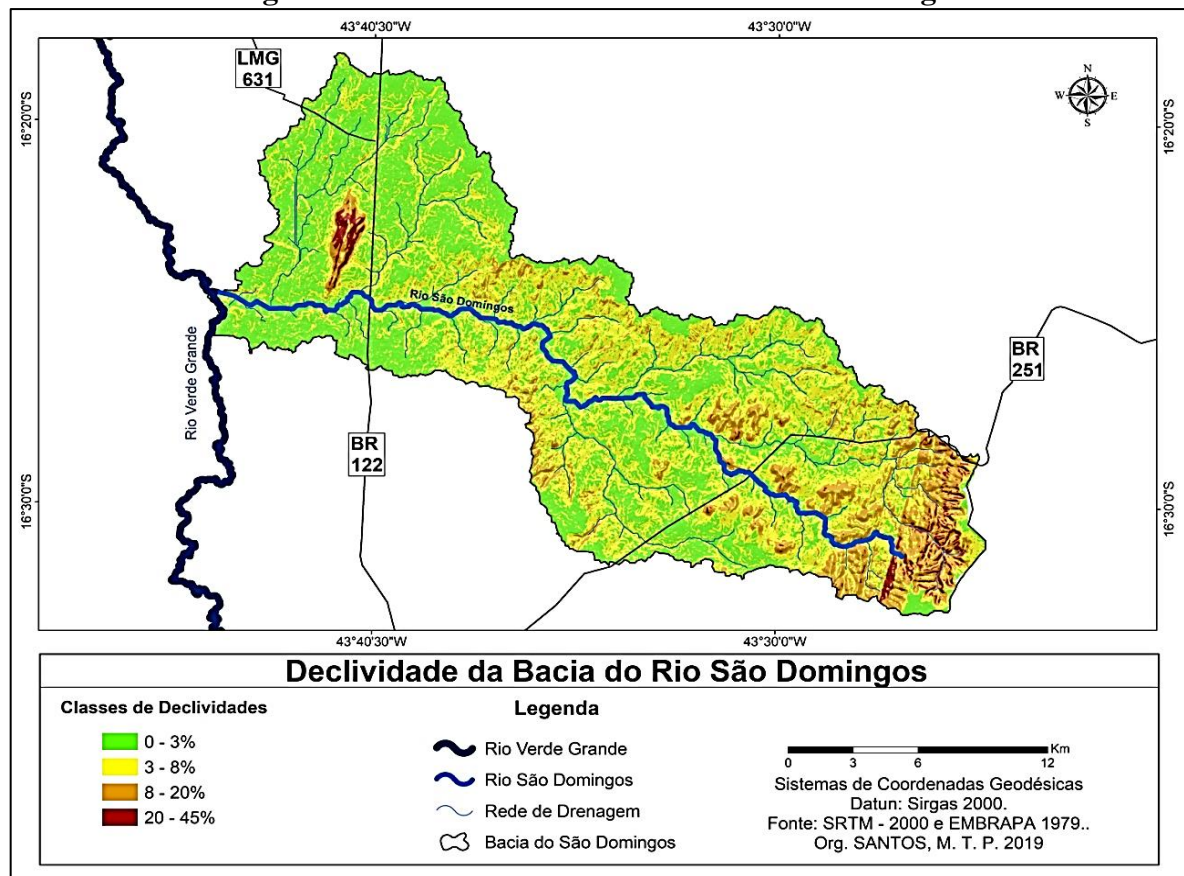 43°40'30"W
43°30'0"W
LMG
631
N
W
E
S
16°20'0"S
16°20'0"S
Rio São Domingos
Rio Verde Grande
BR
251
BR
122
16°30'0"S
16°30'0"S
43°40'30"W
43°30'0"W
Declividade da Bacia do Rio São Domingos
Classes de Declividades
0 - 3%
3 - 8%
8 - 20%
20 - 45%
Legenda
Rio Verde Grande
Rio São Domingos
Rede de Drenagem
Bacia do São Domingos
Km
0 3 6 12
Sistemas de Coordenadas Geodésicas
Datun: Sirgas 2000.
Fonte: SRTM - 2000 e EMBRAPA 1979..
Org. SANTOS, M. T. P. 2019